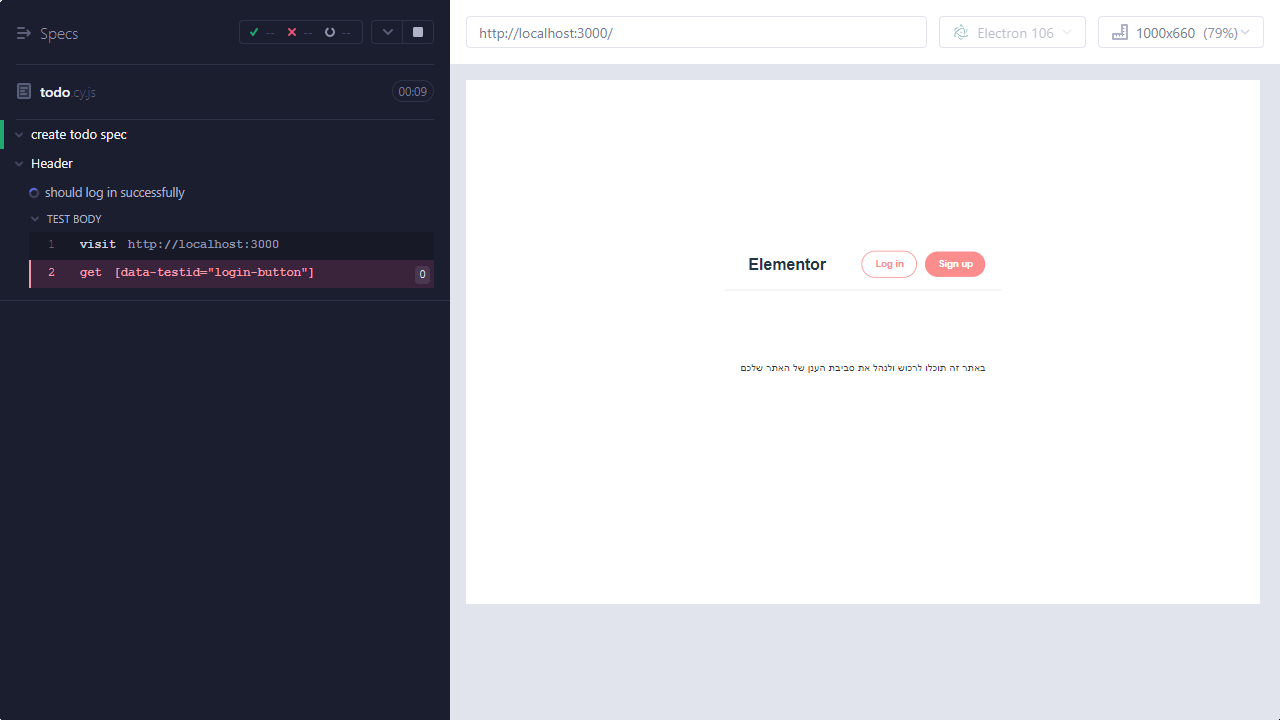 Specs
-- -- --
todo.cy.js
00:09
create todo spec
Header
should log in successfully
TEST BODY
1 visit http://localhost:3000
2 get [data-testid="login-button"] 0
http://localhost:3000/
Electron 106
1000x660 (79%)
Elementor
Log in
Sign up
באתר זה תוכלו לרכוש ולנהל את סביבת הענן של האתר שלכם